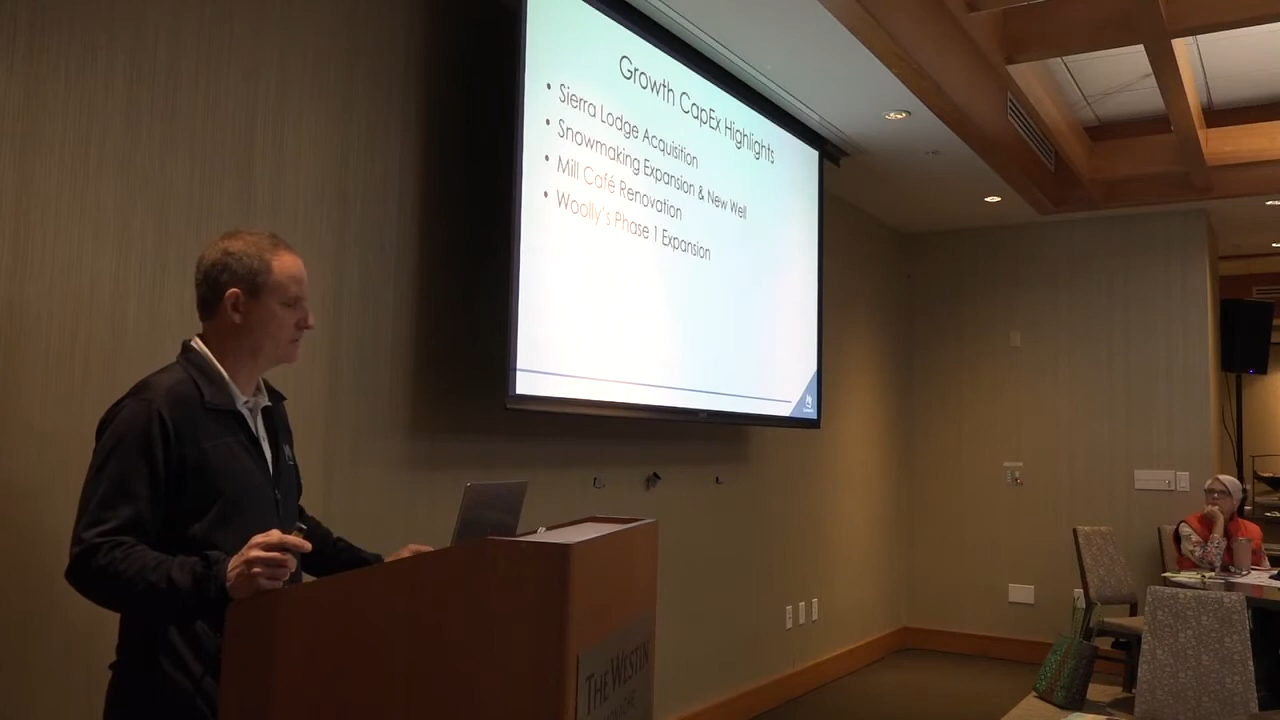 Growth CapEx Highlights
• Sierra Lodge Acquisition
• Snowmaking Expansion & New Well
• Mill Café Renovation
• Woolly's Phase 1 Expansion
THE WESTIN